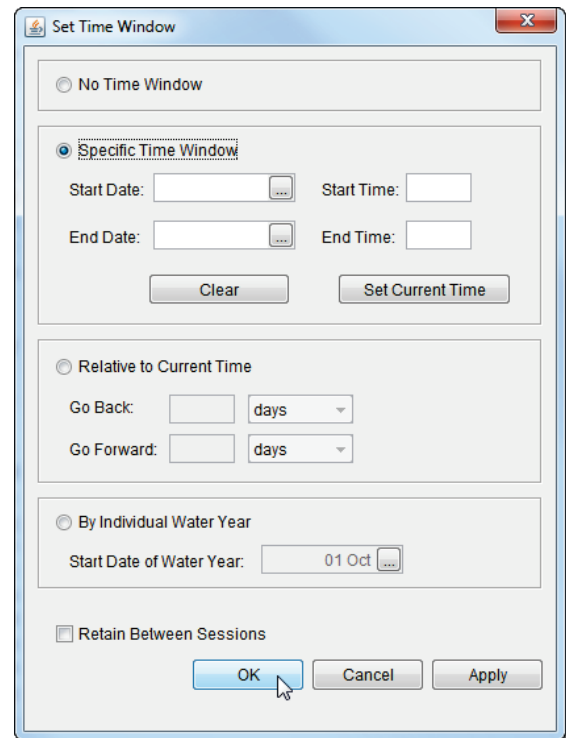 Set Time Window
No Time Window
Specific Time Window
Start Date: ... Start Time:
End Date: ... End Time:
Clear Set Current Time
Relative to Current Time
Go Back: days
Go Forward: days
By Individual Water Year
Start Date of Water Year: 01 Oct ...
Retain Between Sessions
OK Cancel Apply